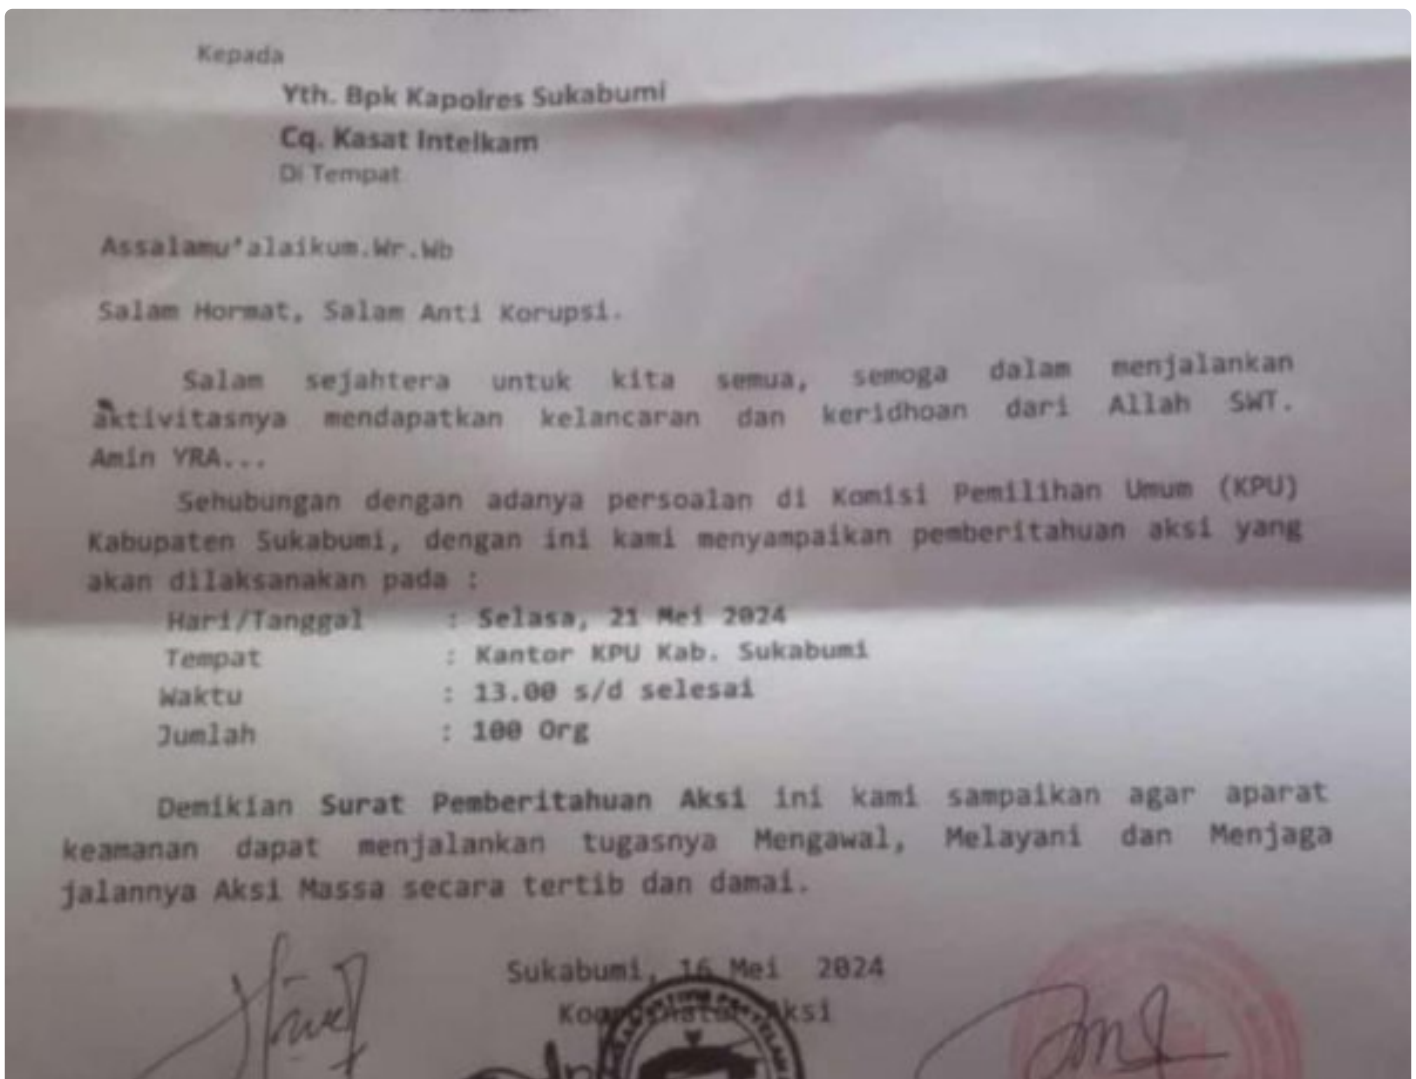 Kepada
Yth. Bpk Kapolres Sukabumi
Cq. Kasat Intelkam
Di Tempat
Assalamu'alaikum.Wr.Wb
Salam Hormat, Salam Anti Korupsi.
Salam sejahtera untuk kita semua, semoga dalam menjalankan
aktivitasnya mendapatkan kelancaran dan keridhoan dari Allah SWT.
Amin YRA...
Sehubungan dengan adanya persoalan di Komisi Pemilihan Umum (KPU)
Kabupaten Sukabumi, dengan ini kami menyampaikan pemberitahuan aksi yang
akan dilaksanakan pada :
Hari/Tanggal : Selasa, 21 Mei 2024
Tempat : Kantor KPU Kab. Sukabumi
Waktu : 13.00 s/d selesai
Jumlah : 100 Org
Demikian Surat Pemberitahuan Aksi ini kami sampaikan agar aparat
keamanan dapat menjalankan tugasnya Mengawal, Melayani dan Menjaga
jalannya Aksi Massa secara tertib dan damai.
Sukabumi, 16 Mei 2024
Aksi